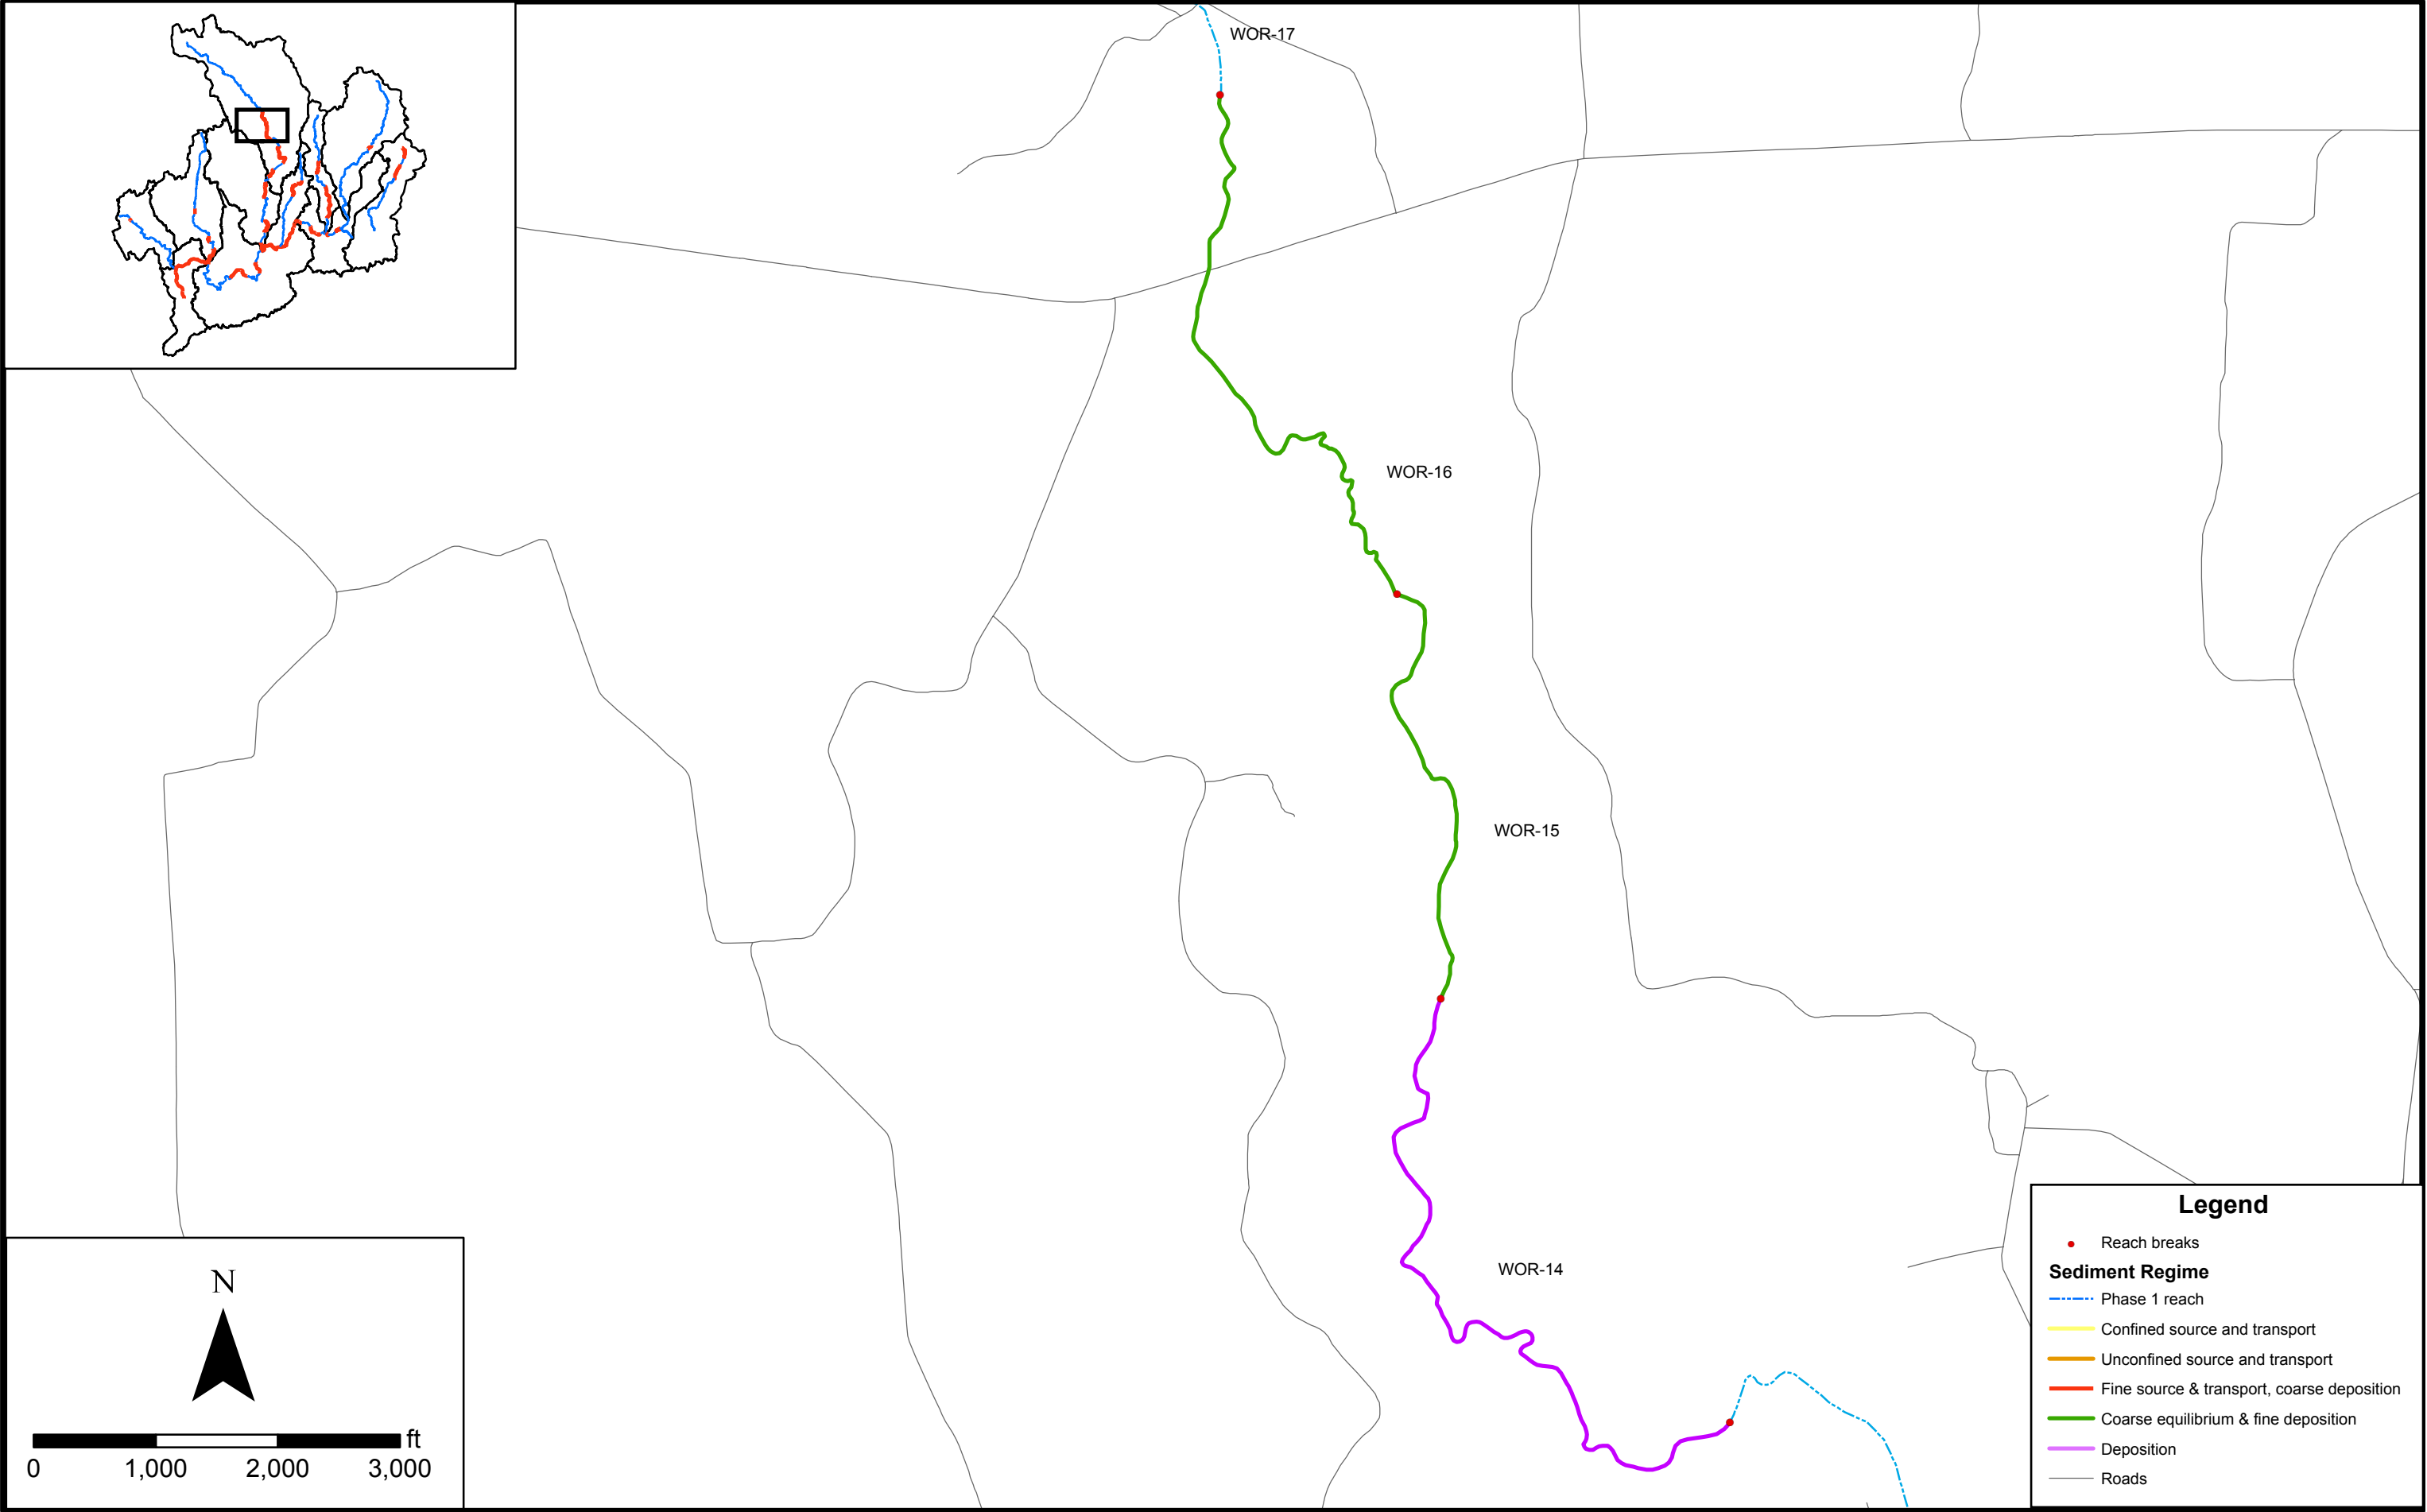 WOR-17
WOR-16
WOR-15
WOR-14
N
ft
0 1,000 2,000 3,000
Legend
Reach breaks
Sediment Regime
Phase 1 reach
Confined source and transport
Unconfined source and transport
Fine source & transport, coarse deposition
Coarse equilibrium & fine deposition
Deposition
Roads